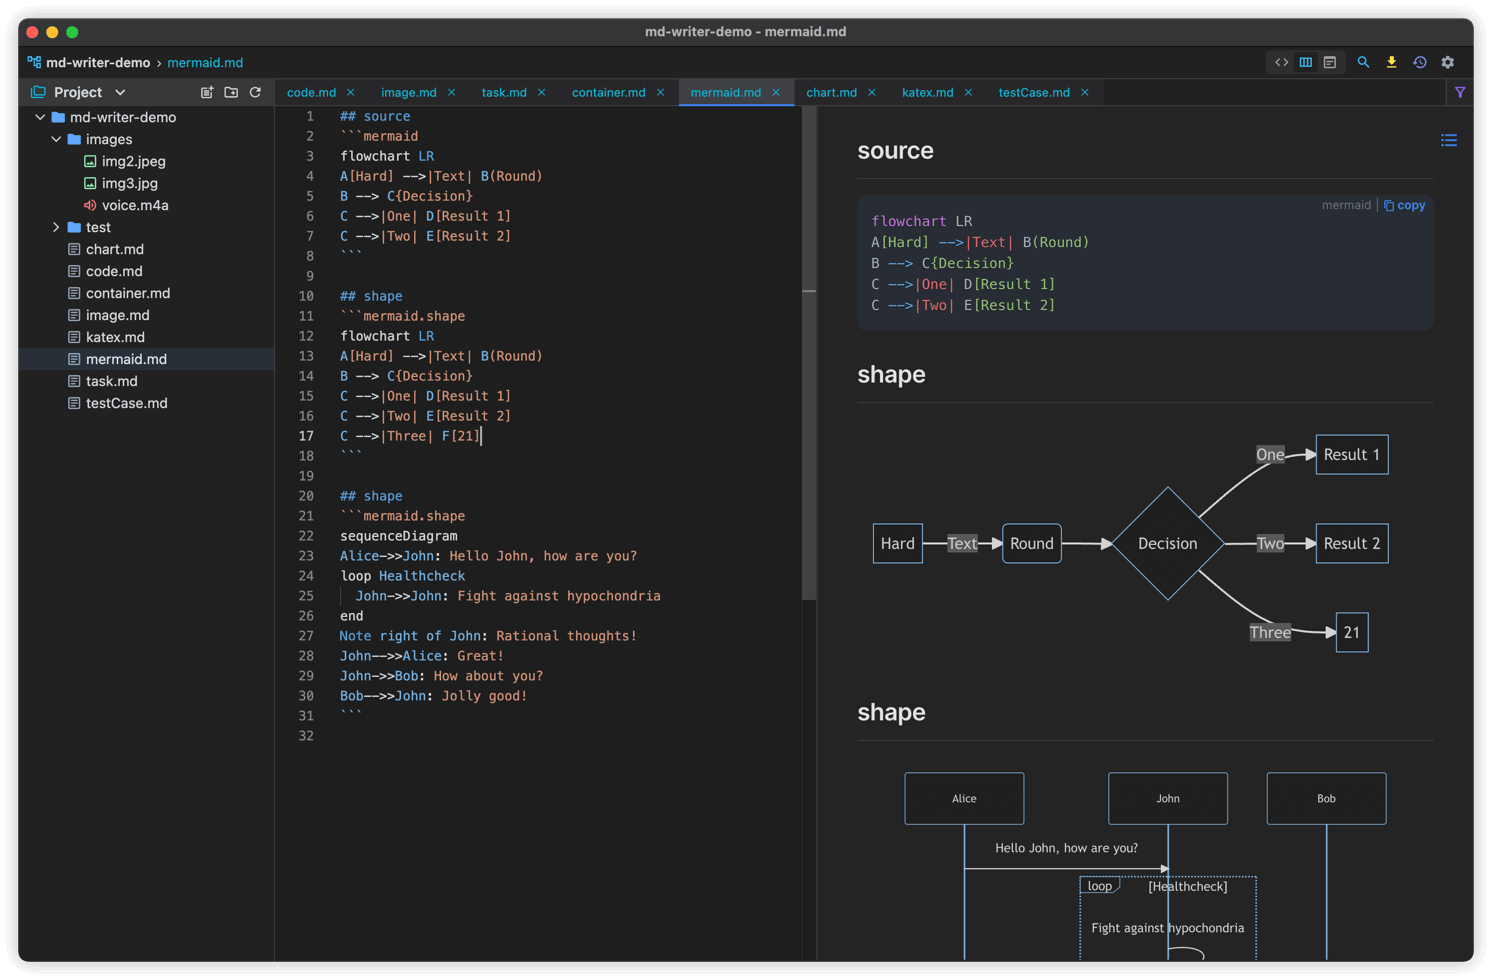 md-writer-demo - mermaid.md
md-writer-demo › mermaid.md
Project
code.md × image.md × task.md × container.md × mermaid.md × chart.md × katex.md × testCase.md ×
md-writer-demo
images
img2.jpeg
img3.jpg
voice.m4a
test
chart.md
code.md
container.md
image.md
katex.md
mermaid.md
task.md
testCase.md
1 ## source
2 ```mermaid
3 flowchart LR
4 A[Hard] -->|Text| B(Round)
5 B --> C{Decision}
6 C -->|One| D[Result 1]
7 C -->|Two| E[Result 2]
8 ```
9
10 ## shape
11 ```mermaid.shape
12 flowchart LR
13 A[Hard] -->|Text| B(Round)
14 B --> C{Decision}
15 C -->|One| D[Result 1]
16 C -->|Two| E[Result 2]
17 C -->|Three| F[21]
18 ```
19
20 ## shape
21 ```mermaid.shape
22 sequenceDiagram
23 Alice->>John: Hello John, how are you?
24 loop Healthcheck
25   John->>John: Fight against hypochondria
26 end
27 Note right of John: Rational thoughts!
28 John-->>Alice: Great!
29 John->>Bob: How about you?
30 Bob-->>John: Jolly good!
31 ```
32
source
mermaid | copy
flowchart LR
A[Hard] -->|Text| B(Round)
B --> C{Decision}
C -->|One| D[Result 1]
C -->|Two| E[Result 2]
shape
One Result 1
Hard Text Round Decision Two Result 2
Three 21
shape
Alice John Bob
Hello John, how are you?
loop [Healthcheck]
Fight against hypochondria